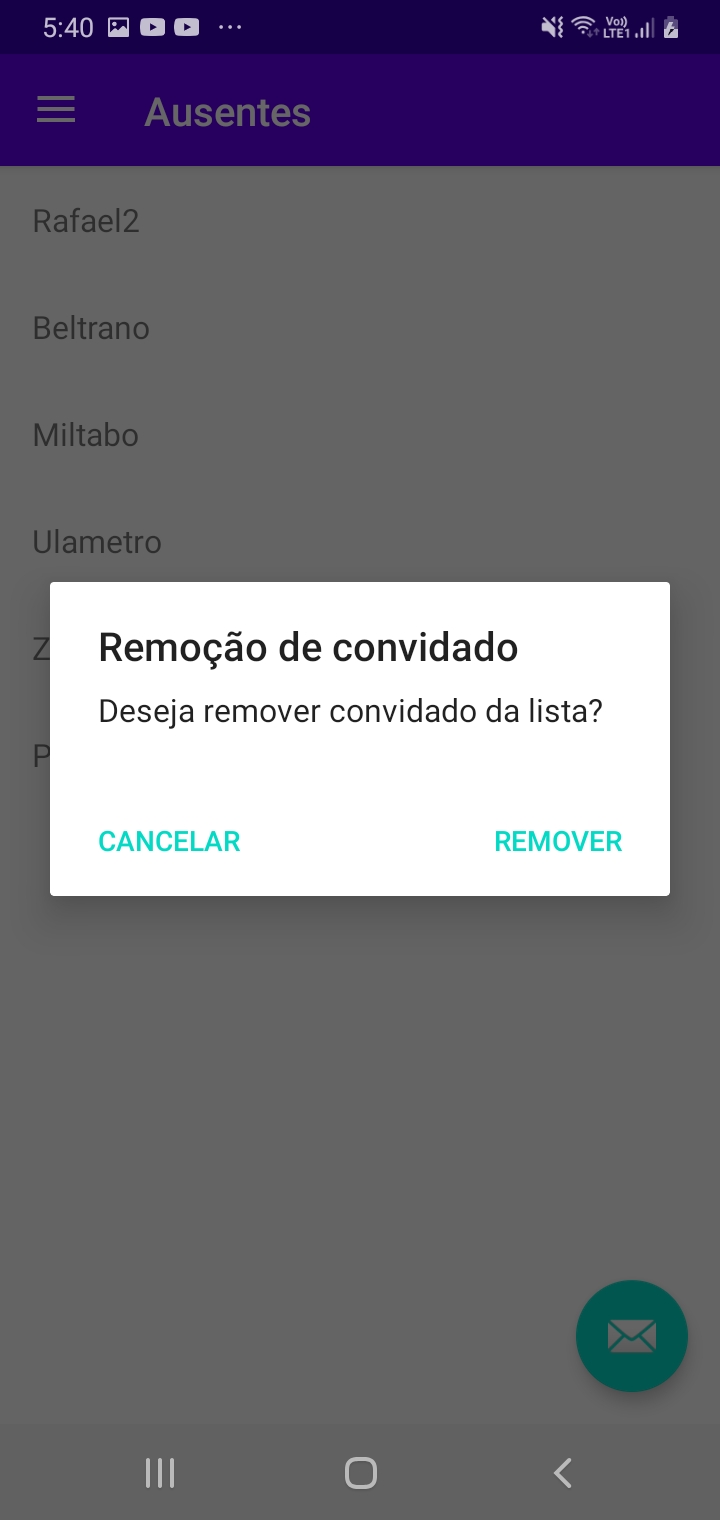 5:40
Vo)) LTE1
Ausentes
Rafael2
Beltrano
Miltabo
Ulametro
Z
P
Remoção de convidado
Deseja remover convidado da lista?
CANCELAR REMOVER